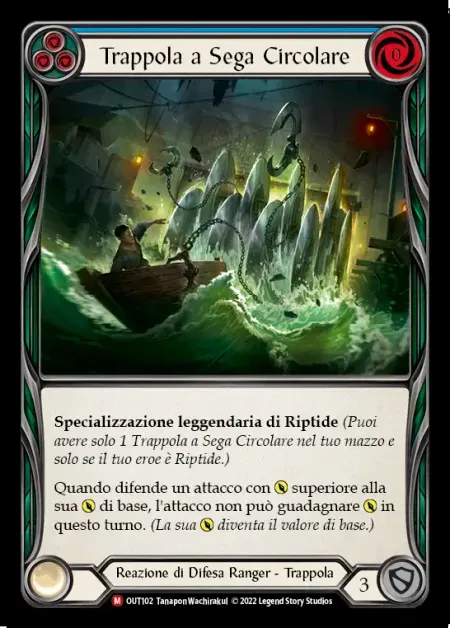 Trappola a Sega Circolare
0
Specializzazione leggendaria di Riptide (Puoi
avere solo 1 Trappola a Sega Circolare nel tuo mazzo e
solo se il tuo eroe è Riptide.)
Quando difende un attacco con superiore alla
sua di base, l'attacco non può guadagnare in
questo turno. (La sua diventa il valore di base.)
Reazione di Difesa Ranger - Trappola
3
M OUT102 Tanapon Wachirakul © 2022 Legend Story Studios